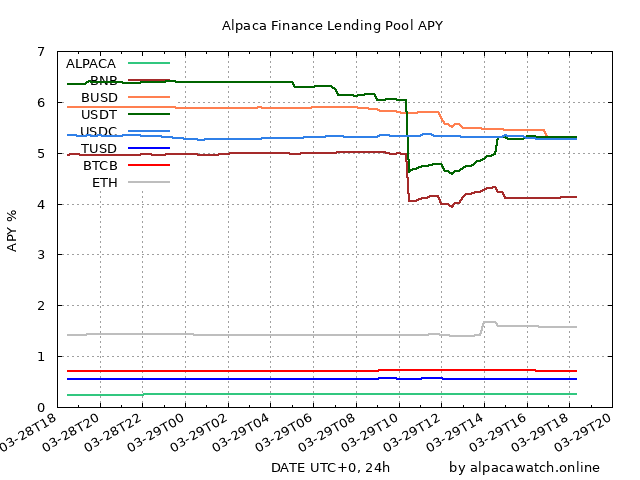 Alpaca Finance Lending Pool APY
7
6
5
4
3
2
1
0
APY %
ALPACA
BNB
BUSD
USDT
USDC
TUSD
BTCB
ETH
03-28T18
03-28T20
03-28T22
03-29T00
03-29T02
03-29T04
03-29T06
03-29T08
03-29T10
03-29T12
03-29T14
03-29T16
03-29T18
03-29T20
DATE UTC+0, 24h
by alpacawatch.online